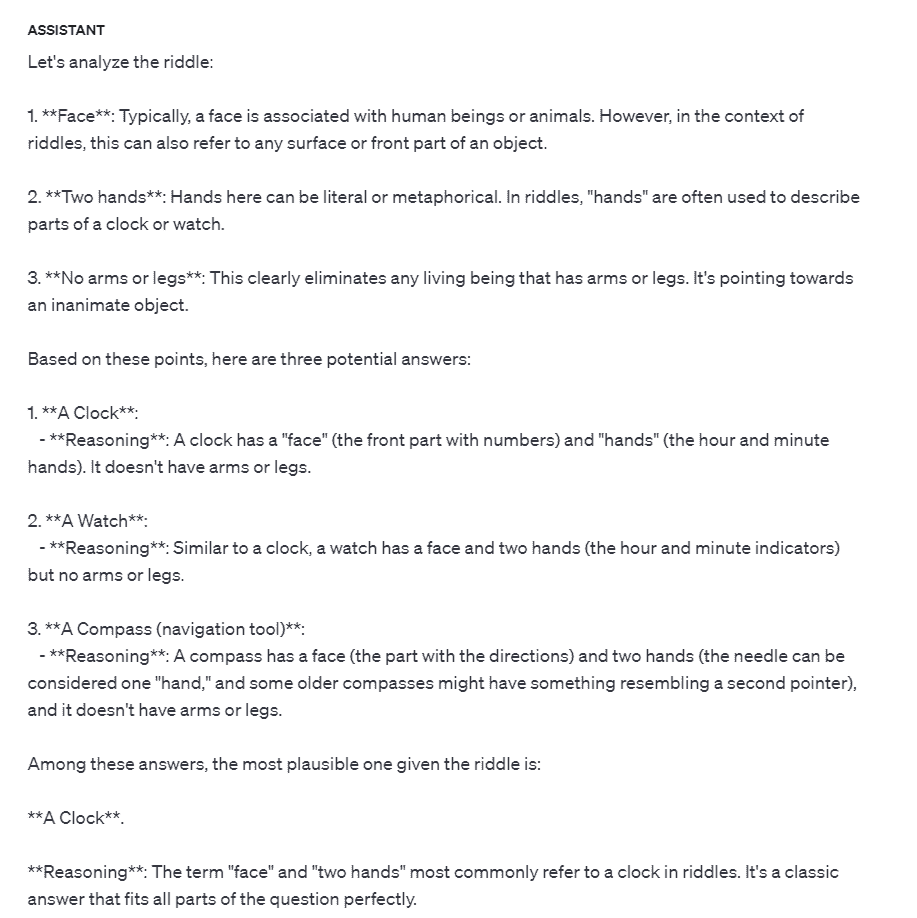 ASSISTANT
Let's analyze the riddle:
1. **Face**: Typically, a face is associated with human beings or animals. However, in the context of
riddles, this can also refer to any surface or front part of an object.
2. **Two hands**: Hands here can be literal or metaphorical. In riddles, "hands" are often used to describe
parts of a clock or watch.
3. **No arms or legs**: This clearly eliminates any living being that has arms or legs. It's pointing towards
an inanimate object.
Based on these points, here are three potential answers:
1. **A Clock**:
- **Reasoning**: A clock has a "face" (the front part with numbers) and "hands" (the hour and minute
hands). It doesn't have arms or legs.
2. **A Watch**:
- **Reasoning**: Similar to a clock, a watch has a face and two hands (the hour and minute indicators)
but no arms or legs.
3. **A Compass (navigation tool)**:
- **Reasoning**: A compass has a face (the part with the directions) and two hands (the needle can be
considered one "hand," and some older compasses might have something resembling a second pointer),
and it doesn't have arms or legs.
Among these answers, the most plausible one given the riddle is:
**A Clock**.
**Reasoning**: The term "face" and "two hands" most commonly refer to a clock in riddles. It's a classic
answer that fits all parts of the question perfectly.